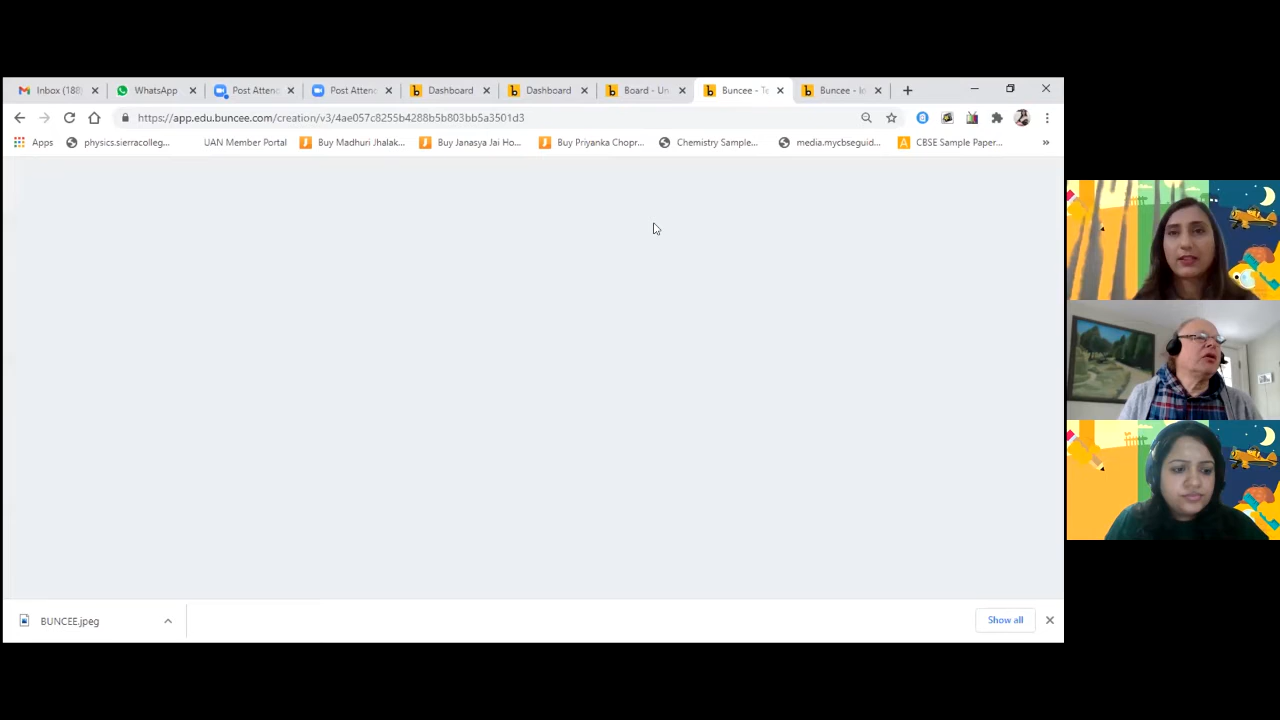 Inbox (188
WhatsApp
Post Attend
Post Attend
Dashboard
Dashboard
Board - Un
Buncee - Te
Buncee - Id
https://app.edu.buncee.com/creation/v3/4ae057c8255b4288b5b803bb5a3501d3
Apps
physics.sierracolleg...
UAN Member Portal
Buy Madhuri Jhalak...
Buy Janasya Jai Ho...
Buy Priyanka Chopr...
Chemistry Sample...
media.mycbseguid...
CBSE Sample Paper...
BUNCEE.jpeg
Show all